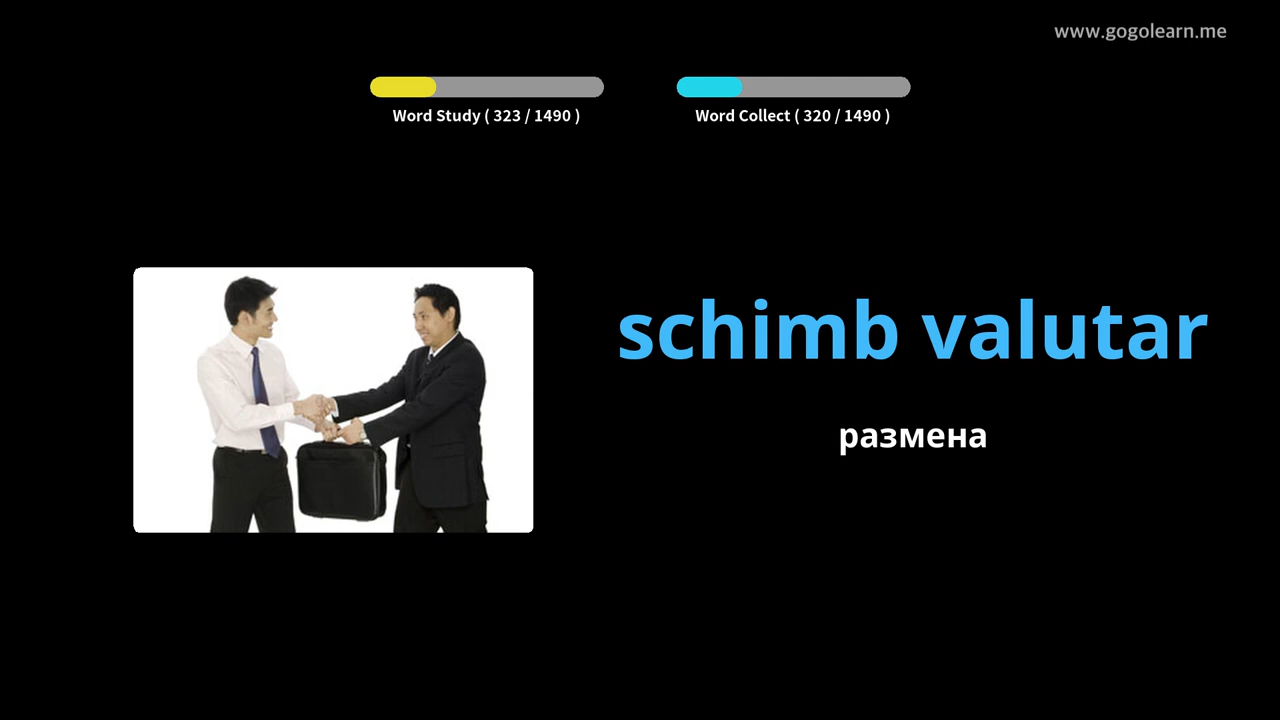 www.gogolearn.me
Word Study ( 323 / 1490 )
Word Collect ( 320 / 1490 )
schimb valutar
размена